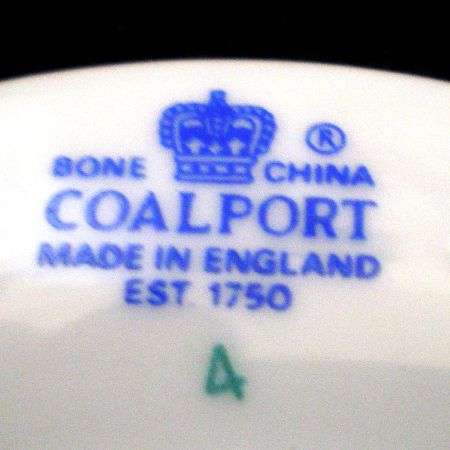 ®
BONE CHINA
COALPORT
MADE IN ENGLAND
EST 1750
4